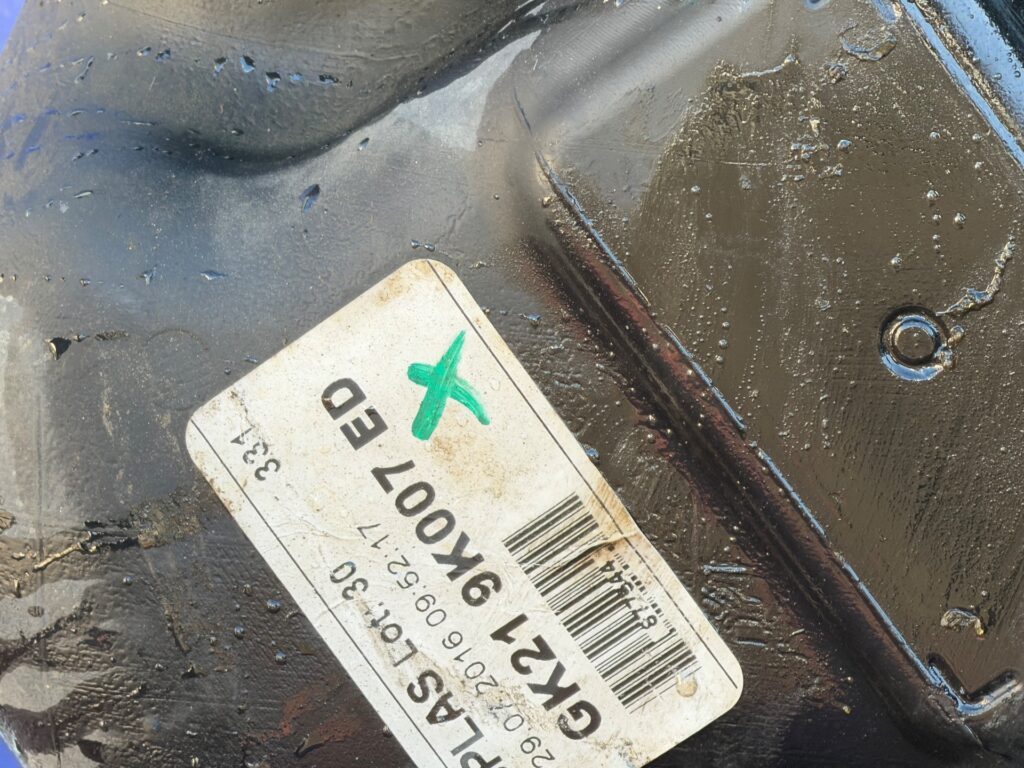 GK21 9K007 ED
29.07.2016 09:52:17
PLAS Lot: 30
331